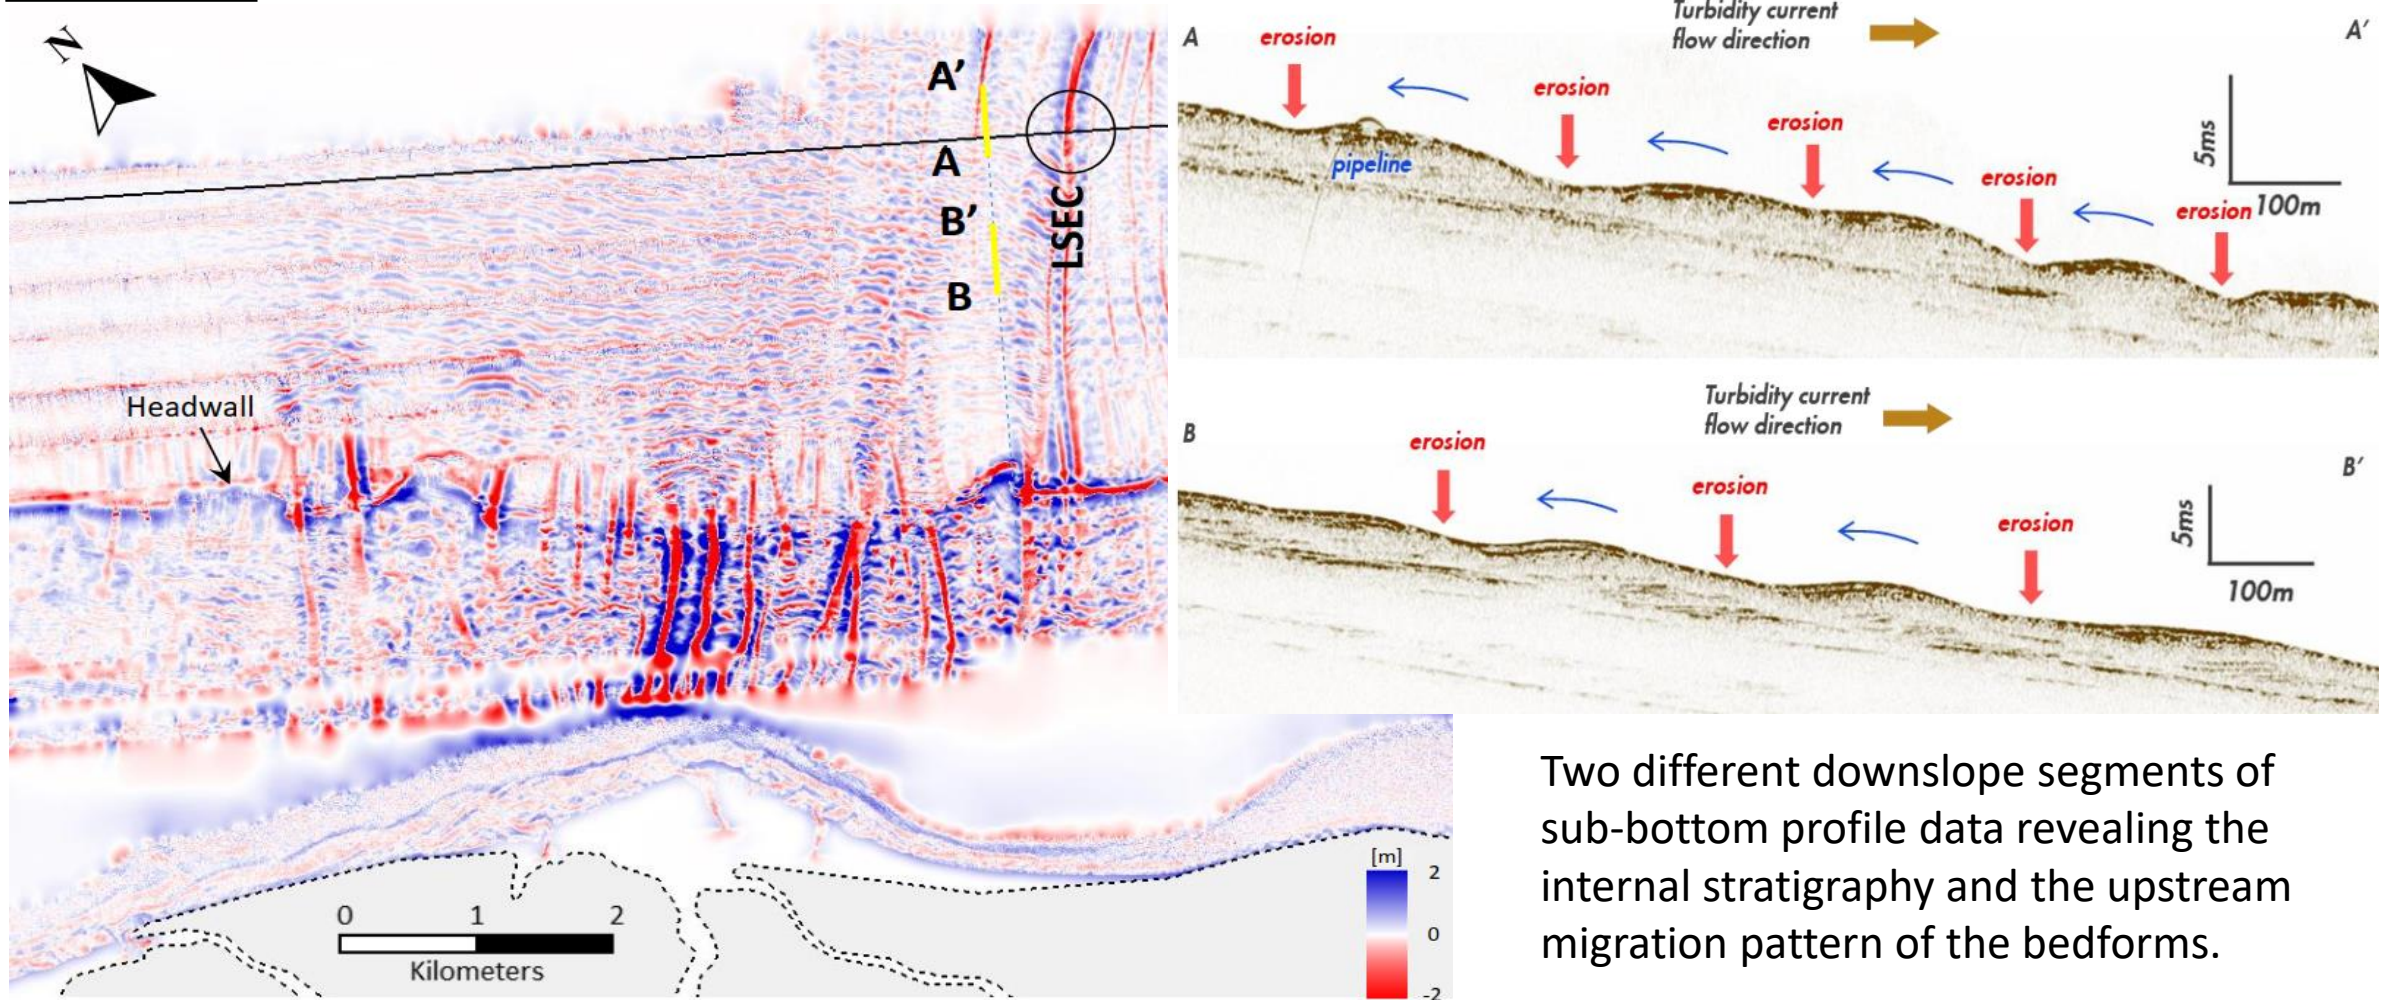 N
A'
A
B'
B
LSEC
Headwall
0 1 2
Kilometers
[m]
2
0
-2
A
Turbidity current
flow direction
A'
erosion
erosion
erosion
erosion
erosion
pipeline
5ms
100m
B
Turbidity current
flow direction
B'
erosion
erosion
erosion
5ms
100m
Two different downslope segments of
sub-bottom profile data revealing the
internal stratigraphy and the upstream
migration pattern of the bedforms.